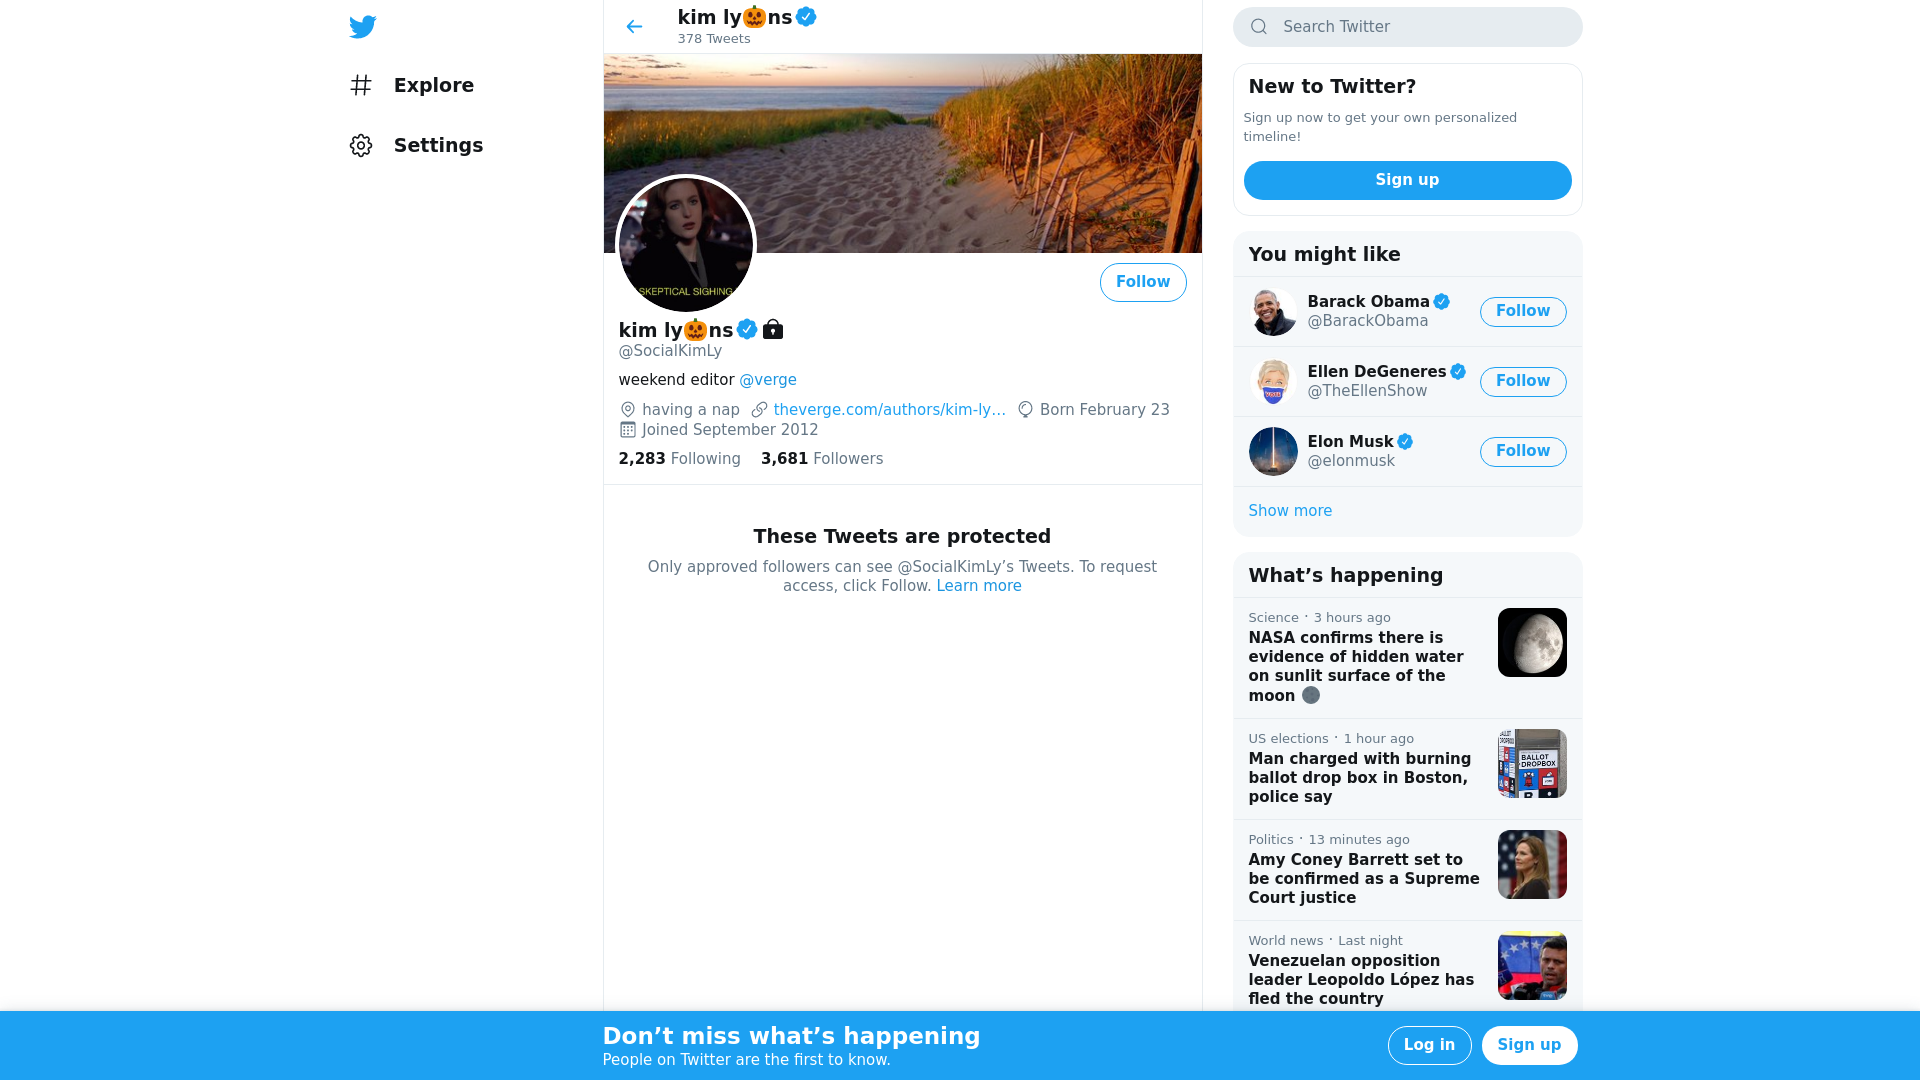 Explore
Settings
kim ly🎃ns
378 Tweets
SKEPTICAL SIGHING
Follow
kim ly🎃ns
@SocialKimLy
weekend editor @verge
having a nap theverge.com/authors/kim-ly… Born February 23
Joined September 2012
2,283 Following 3,681 Followers
These Tweets are protected
Only approved followers can see @SocialKimLy’s Tweets. To request
access, click Follow. Learn more
Search Twitter
New to Twitter?
Sign up now to get your own personalized
timeline!
Sign up
You might like
Barack Obama
@BarackObama
Follow
Ellen DeGeneres
@TheEllenShow
Follow
Elon Musk
@elonmusk
Follow
Show more
What’s happening
Science · 3 hours ago
NASA confirms there is
evidence of hidden water
on sunlit surface of the
moon 🌑
US elections · 1 hour ago
Man charged with burning
ballot drop box in Boston,
police say
BALLOT
DROPBOX
Politics · 13 minutes ago
Amy Coney Barrett set to
be confirmed as a Supreme
Court justice
World news · Last night
Venezuelan opposition
leader Leopoldo López has
fled the country
Don’t miss what’s happening
People on Twitter are the first to know.
Log in
Sign up